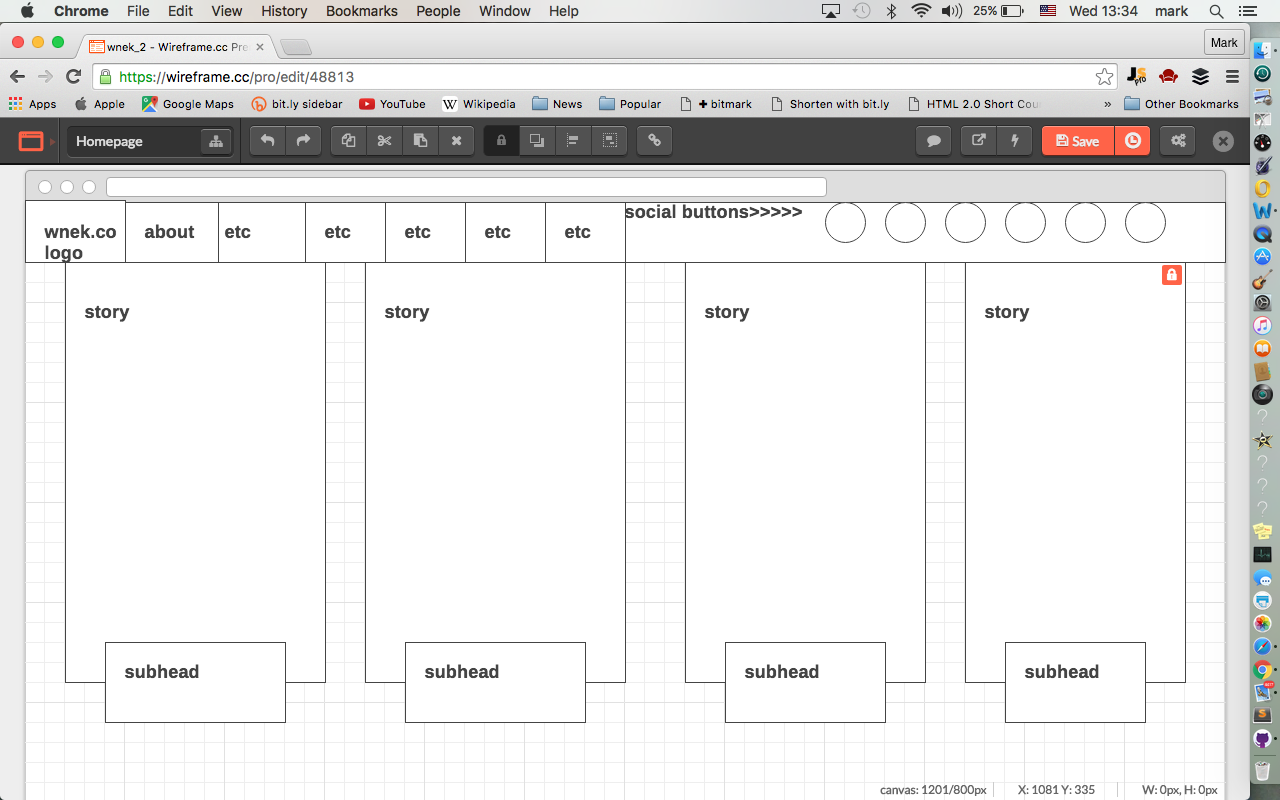 Chrome File Edit View History Bookmarks People Window Help 25% Wed 13:34 mark
wnek_2 - Wireframe.cc Pre
Mark
https://wireframe.cc/pro/edit/48813
JS pro
Apps Apple Google Maps bit.ly sidebar YouTube Wikipedia News Popular + bitmark Shorten with bit.ly HTML 2.0 Short Cou » Other Bookmarks
Homepage Save
wnek.co about etc etc etc etc etc social buttons>>>>>
logo
story story story story
subhead subhead subhead subhead
canvas: 1201/800px X: 1081 Y: 335 W: 0px, H: 0px